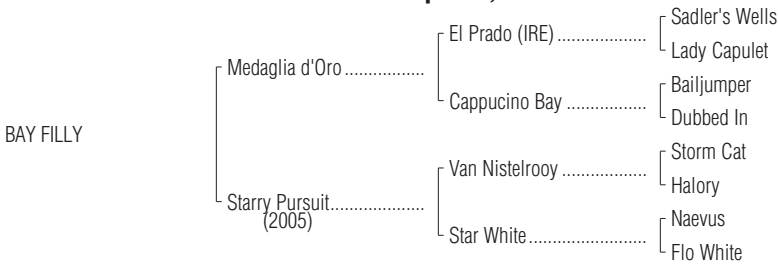 Sadler's Wells
El Prado (IRE) ..................
Lady Capulet
Medaglia d'Oro ................
Bailjumper
Cappucino Bay ................
Dubbed In
BAY FILLY
Storm Cat
Van Nistelrooy .................
Halory
Starry Pursuit...................
(2005)
Naevus
Star White........................
Flo White